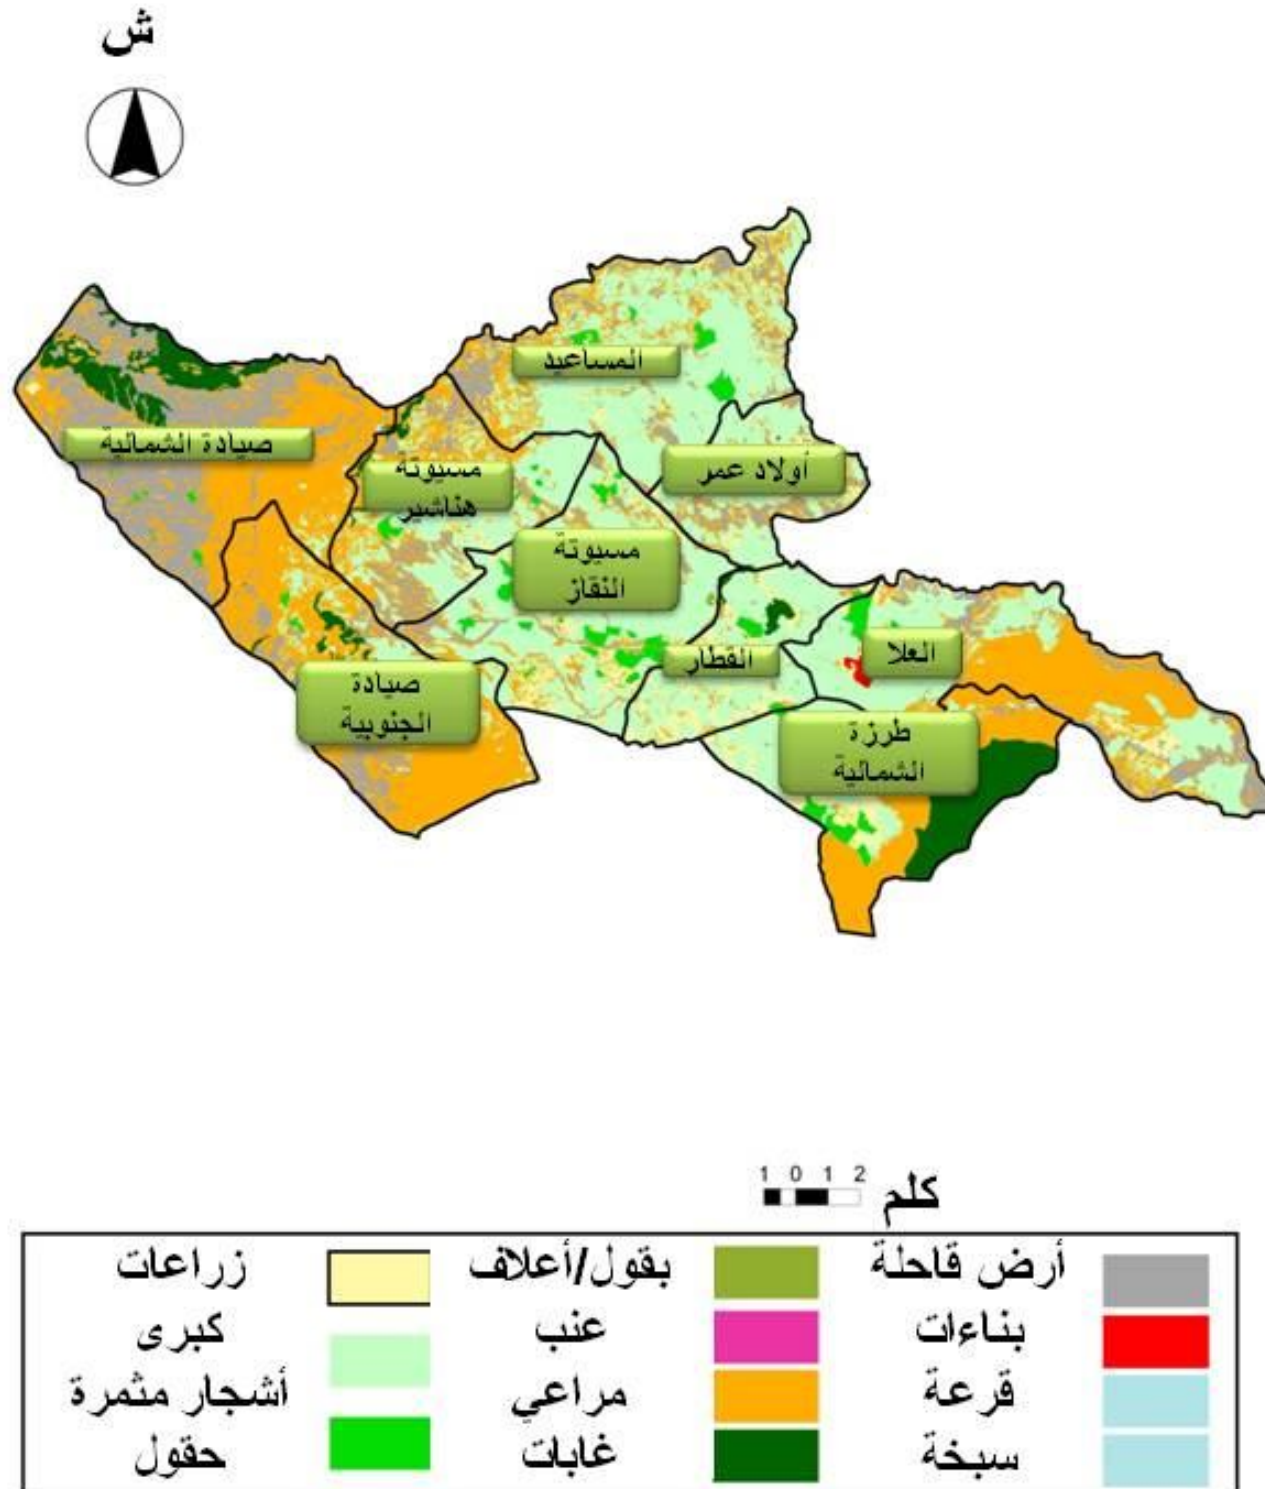 ش
المساعيد
صيادة الشمالية
أولاد عمر
مسيوتة
هناشير
مسيوتة
النقاز
العلا
القطار
صيادة
الجنوبية
طرزة
الشمالية
1 0 1 2
كلم
أرض قاحلة
بقول/أعلاف
زراعات
بناءات
عنب
كبرى
قرعة
مراعي
أشجار مثمرة
سبخة
غابات
حقول